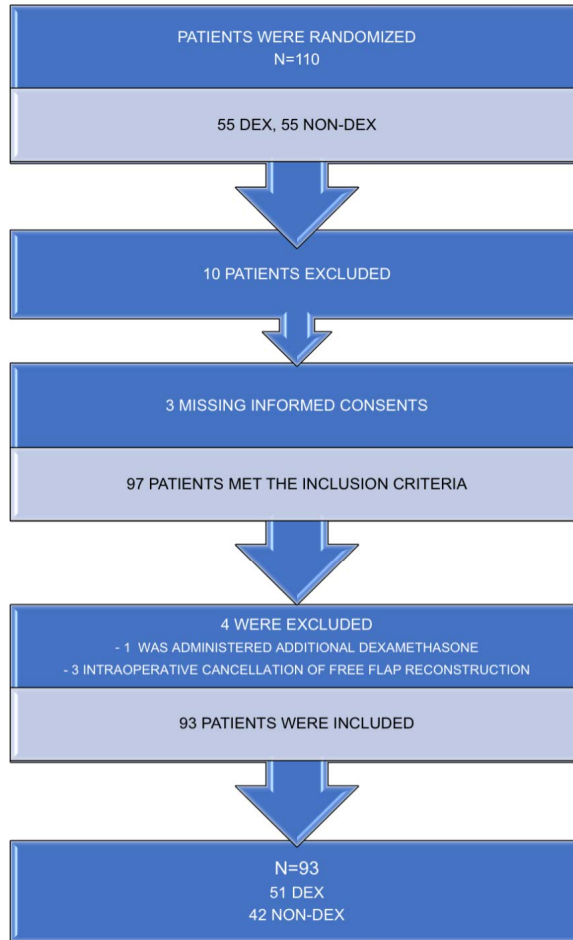 PATIENTS WERE RANDOMIZED
N=110
55 DEX, 55 NON-DEX
10 PATIENTS EXCLUDED
3 MISSING INFORMED CONSENTS
97 PATIENTS MET THE INCLUSION CRITERIA
4 WERE EXCLUDED
- 1 WAS ADMINISTERED ADDITIONAL DEXAMETHASONE
- 3 INTRAOPERATIVE CANCELLATION OF FREE FLAP RECONSTRUCTION
93 PATIENTS WERE INCLUDED
N=93
51 DEX
42 NON-DEX